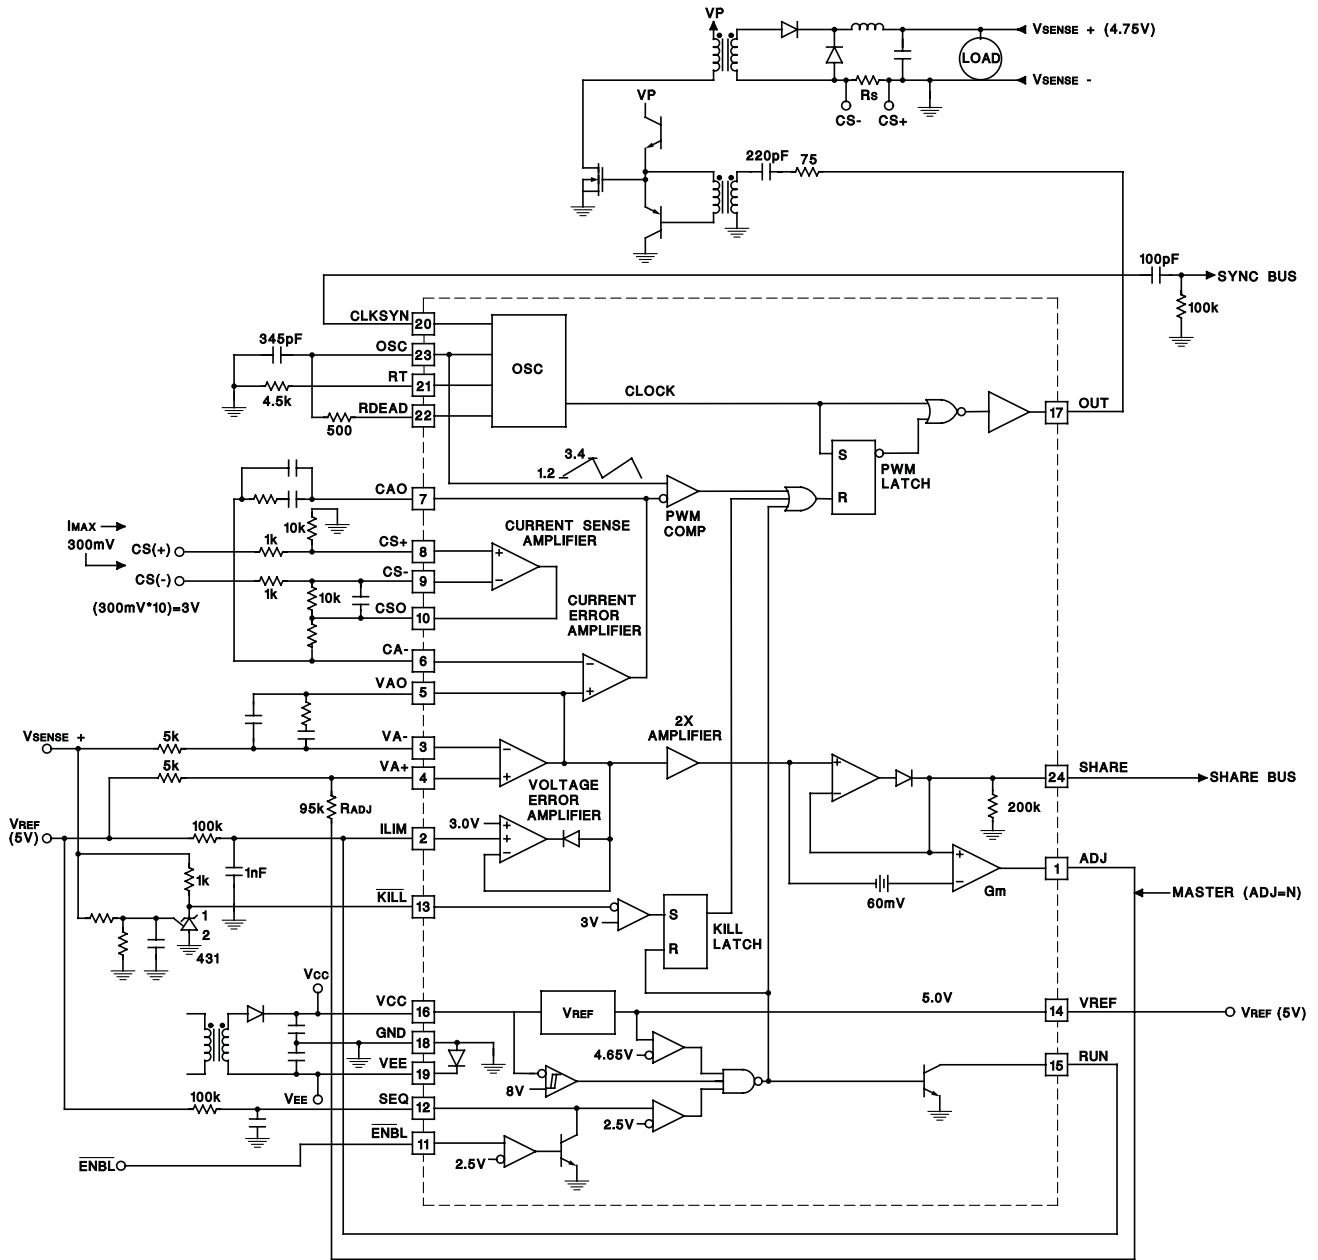 VP
VSENSE + (4.75V)
LOAD
VSENSE -
Rs
CS-
CS+
VP
220pF
75
100pF
SYNC BUS
100k
CLKSYN
20
345pF
OSC
23
OSC
RT
21
4.5k
CLOCK
RDEAD
22
500
17
OUT
S
PWM
LATCH
R
3.4
1.2
CAO
7
PWM
COMP
IMAX
300mV
10k
CURRENT SENSE
AMPLIFIER
CS(+)
1k
CS+
8
+
CS(-)
1k
CS-
9
-
(300mV*10)=3V
10k
CSO
10
CURRENT
ERROR
AMPLIFIER
CA-
6
-
VAO
5
+
2X
AMPLIFIER
VSENSE +
5k
VA-
3
-
5k
VA+
4
+
+
-
24
SHARE
SHARE BUS
VOLTAGE
ERROR
AMPLIFIER
95k
RADJ
200k
VREF
(5V)
100k
ILIM
2
3.0V
+
+
-
1k
1nF
+
-
Gm
1
ADJ
60mV
MASTER (ADJ=N)
KILL
13
3V
S
R
KILL
LATCH
1
2
431
VCC
VCC
16
VREF
5.0V
14
VREF
VREF (5V)
GND
18
4.65V
15
RUN
VEE
19
8V
VEE
100k
SEQ
12
2.5V
ENBL
11
2.5V
ENBL